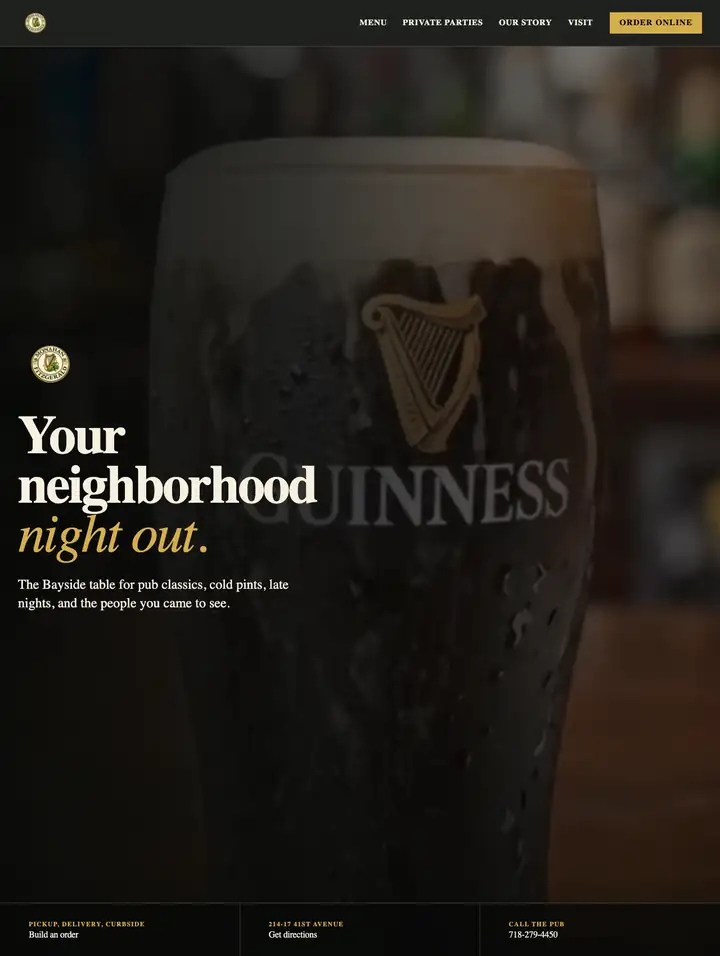 MENU
PRIVATE PARTIES
OUR STORY
VISIT
ORDER ONLINE
MONAHAN
FITZGERALD
Your
neighborhood
night out.
GUINNESS
The Bayside table for pub classics, cold pints, late
nights, and the people you came to see.
PICKUP, DELIVERY, CURBSIDE
Build an order
214-17 41ST AVENUE
Get directions
CALL THE PUB
718-279-4450